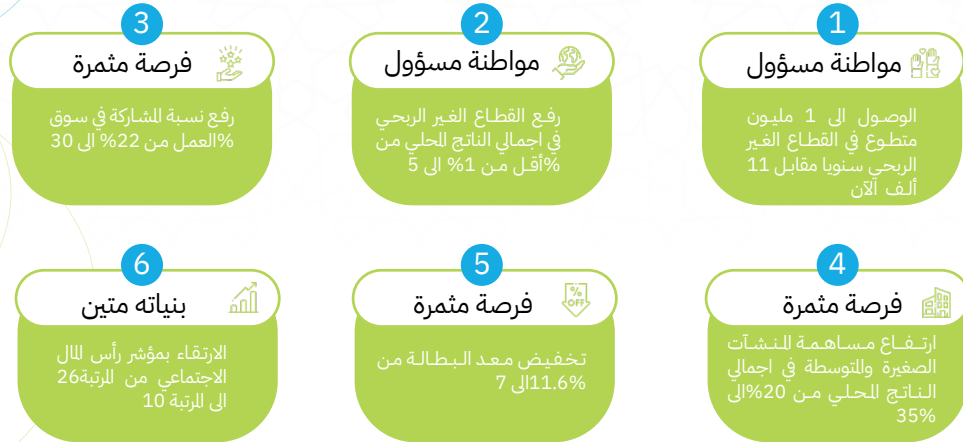 1
مواطنة مسؤول
الوصول الى 1 مليون
متطوع في القطاع الغير
الربحي سنويا مقابل 11
ألف الآن
2
مواطنة مسؤول
رفع القطاع الغير الربحي
في اجمالي الناتج المحلي من
%أقل من 1% الى 5
3
فرصة مثمرة
رفع نسبة المشاركة في سوق
%العمل من 22% الى 30
4
فرصة مثمرة
ارتفاع مساهمة المنشآت
الصغيرة والمتوسطة في اجمالي
الناتج المحلي من 20%الى
35%
5
%
OFF
فرصة مثمرة
تخفيض معد البطالة من
11.6%الى 7
6
بنياته متين
الارتقاء بمؤشر رأس المال
الاجتماعي من المرتبة26
الى المرتبة 10